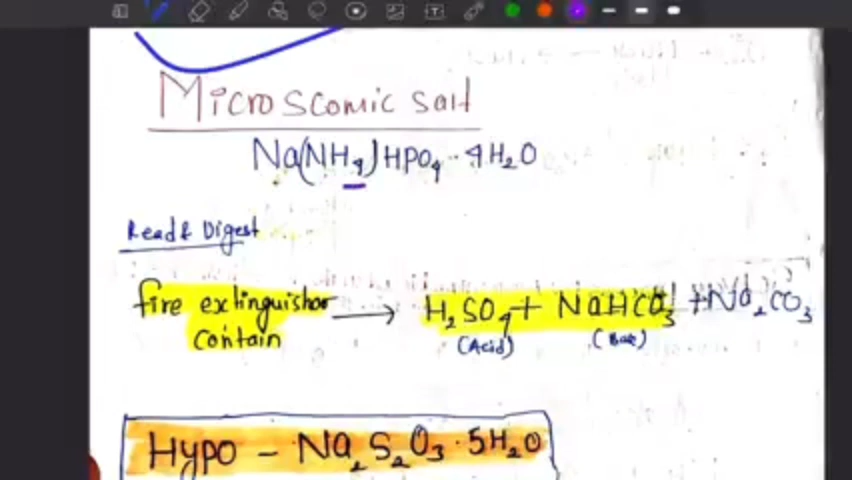 Microscomic salt
Na(NH₄)HPO₄·4H₂O
Read & Digest
fire extinguisher contain → H₂SO₄ + NaHCO₃ + Na₂CO₃
(Acid) (Base)
Hypo – Na₂S₂O₃·5H₂O